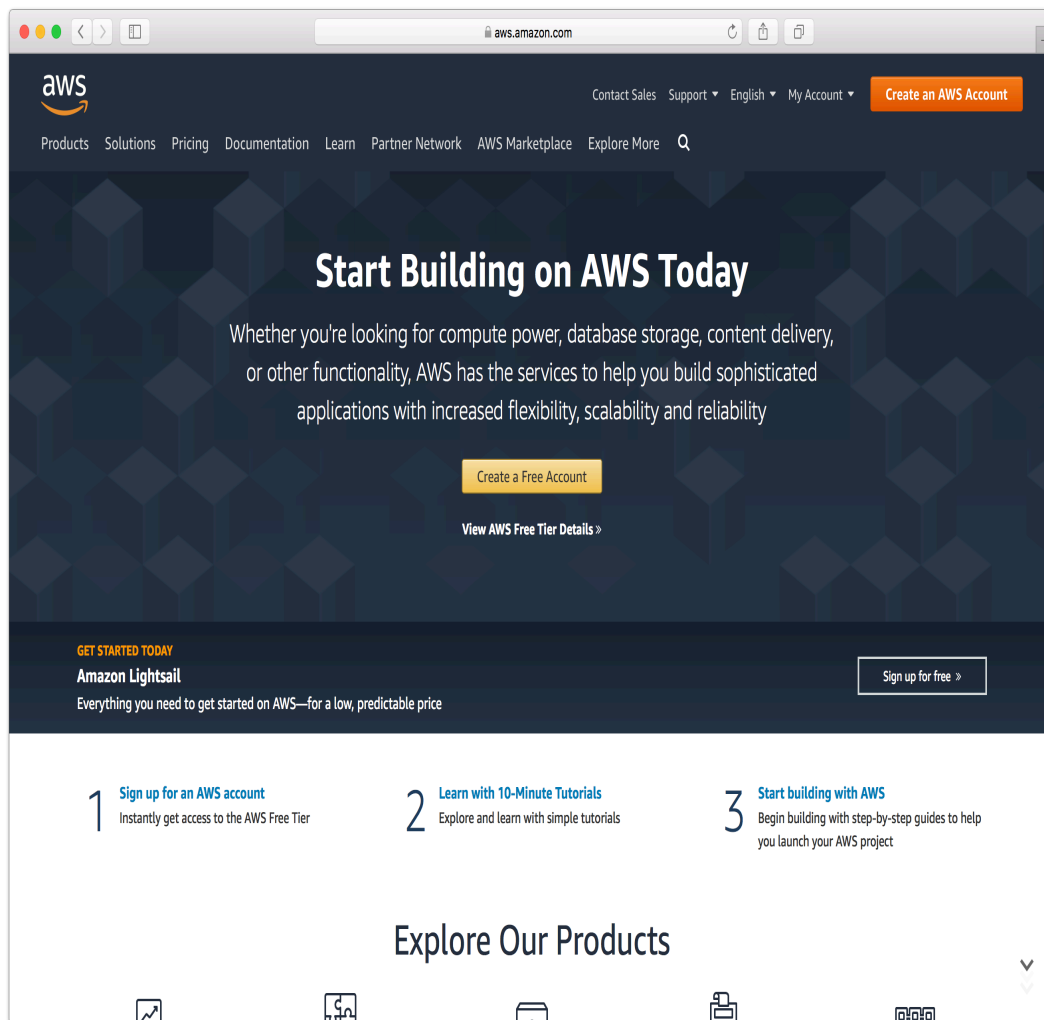 aws.amazon.com
aws
Contact Sales Support English My Account Create an AWS Account
Products Solutions Pricing Documentation Learn Partner Network AWS Marketplace Explore More
Start Building on AWS Today
Whether you're looking for compute power, database storage, content delivery,
or other functionality, AWS has the services to help you build sophisticated
applications with increased flexibility, scalability and reliability
Create a Free Account
View AWS Free Tier Details »
GET STARTED TODAY
Amazon Lightsail
Everything you need to get started on AWS—for a low, predictable price
Sign up for free »
1 Sign up for an AWS account
Instantly get access to the AWS Free Tier
2 Learn with 10-Minute Tutorials
Explore and learn with simple tutorials
3 Start building with AWS
Begin building with step-by-step guides to help
you launch your AWS project
Explore Our Products